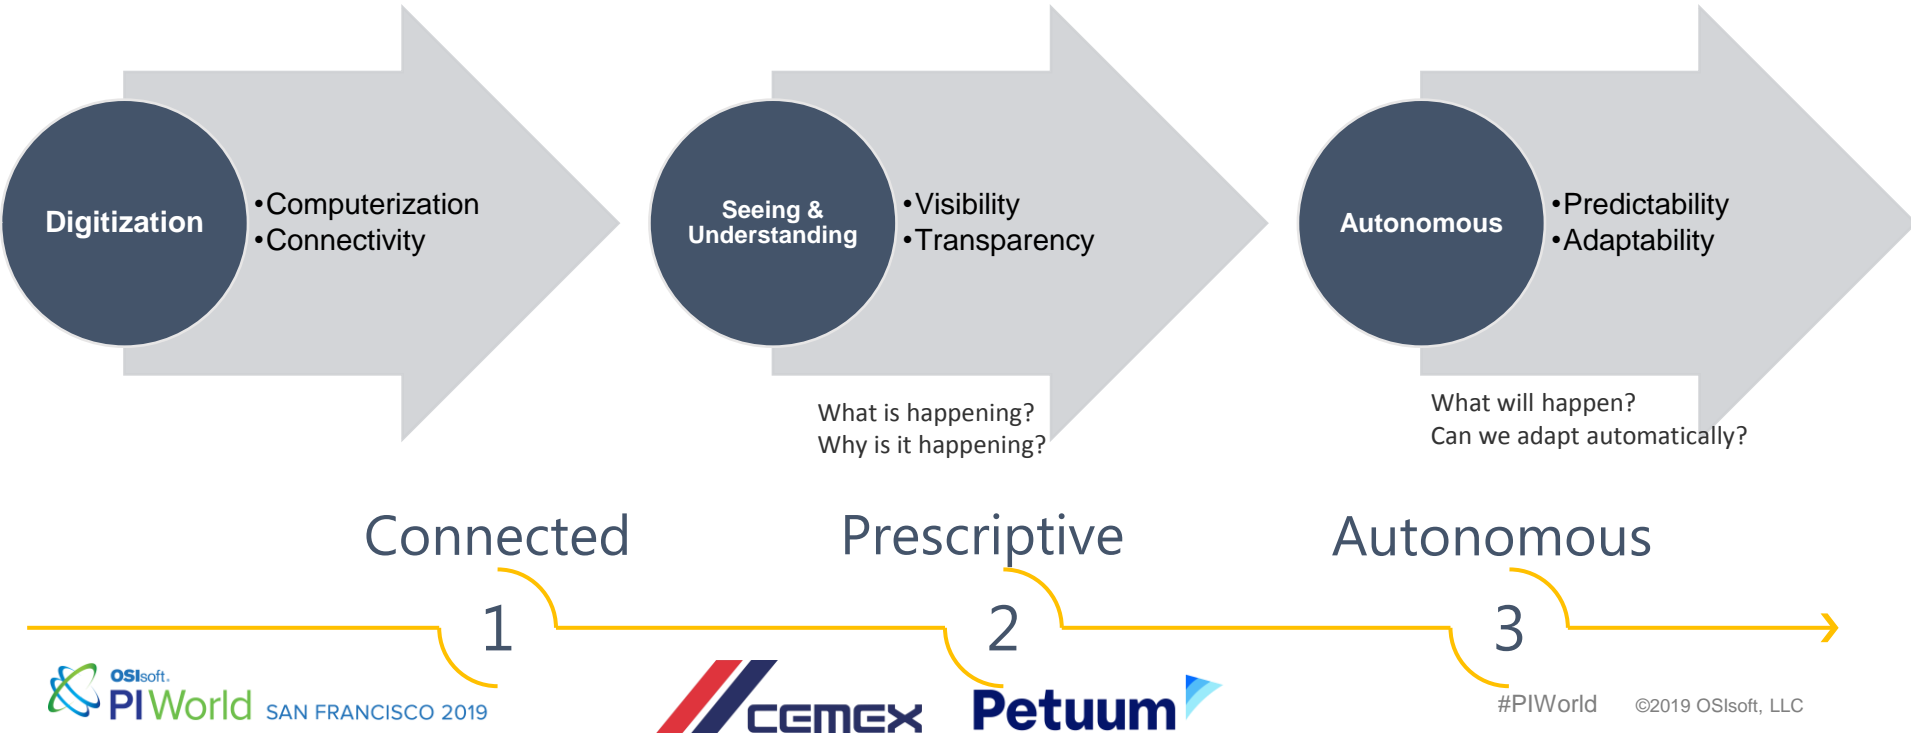 Digitization
•Computerization
•Connectivity
Seeing &
Understanding
•Visibility
•Transparency
Autonomous
•Predictability
•Adaptability
What is happening?
Why is it happening?
What will happen?
Can we adapt automatically?
Connected
Prescriptive
Autonomous
1
2
3
OSIsoft.
PIWorld SAN FRANCISCO 2019
CEMEX
Petuum
#PIWorld
©2019 OSIsoft, LLC